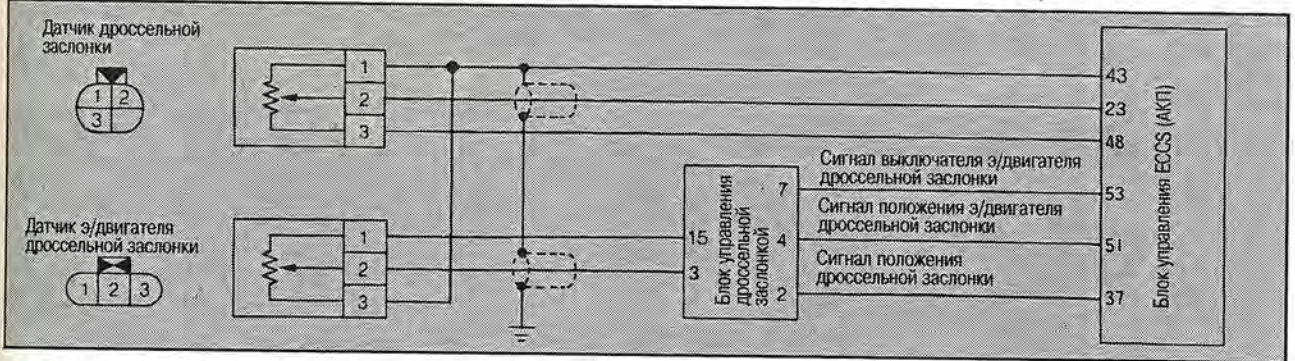 Датчик дроссельной
заслонки
1 2
3
1
2
3
43
23
48
Блок управления ECCS (АКП)
Датчик э/двигателя
дроссельной заслонки
1 2 3
1
2
3
15
3
Блок управления
дроссельной
заслонкой
7
4
2
Сигнал выключателя э/двигателя
дроссельной заслонки
53
Сигнал положения э/двигателя
дроссельной заслонки
51
Сигнал положения
дроссельной заслонки
37